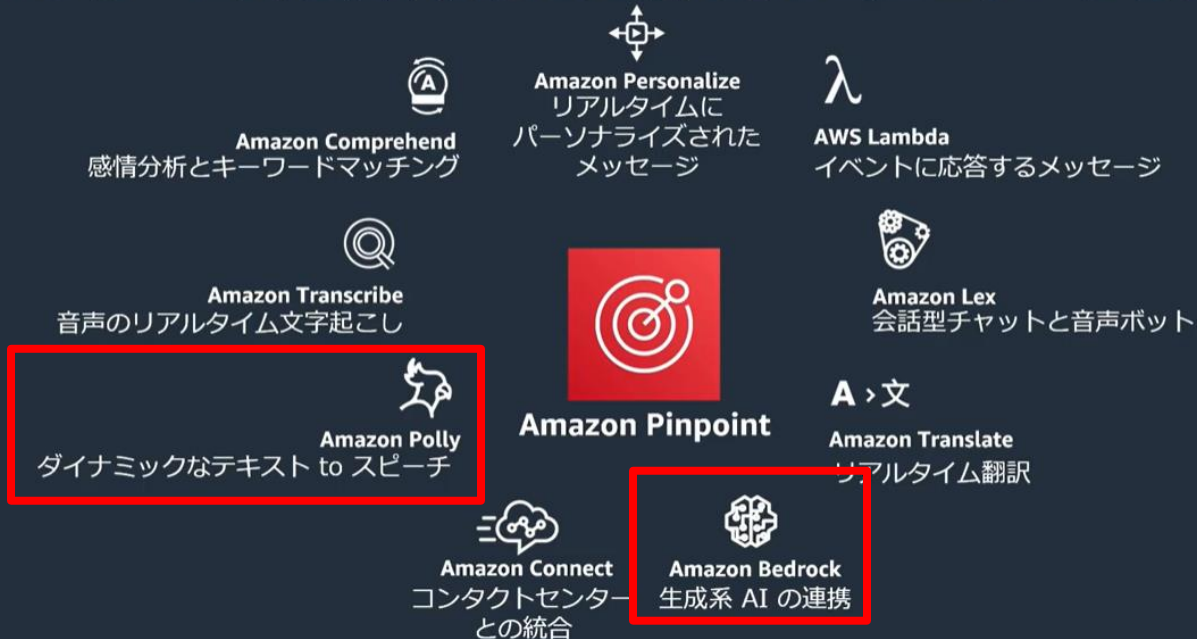 Amazon Personalize
リアルタイムに
パーソナライズされた
メッセージ
A
Amazon Comprehend
感情分析とキーワードマッチング
λ
AWS Lambda
イベントに応答するメッセージ
Amazon Transcribe
音声のリアルタイム文字起こし
Amazon Lex
会話型チャットと音声ボット
Amazon Polly
ダイナミックなテキスト to スピーチ
Amazon Pinpoint
A › 文
Amazon Translate
リアルタイム翻訳
Amazon Connect
コンタクトセンター
との統合
Amazon Bedrock
生成系 AI の連携